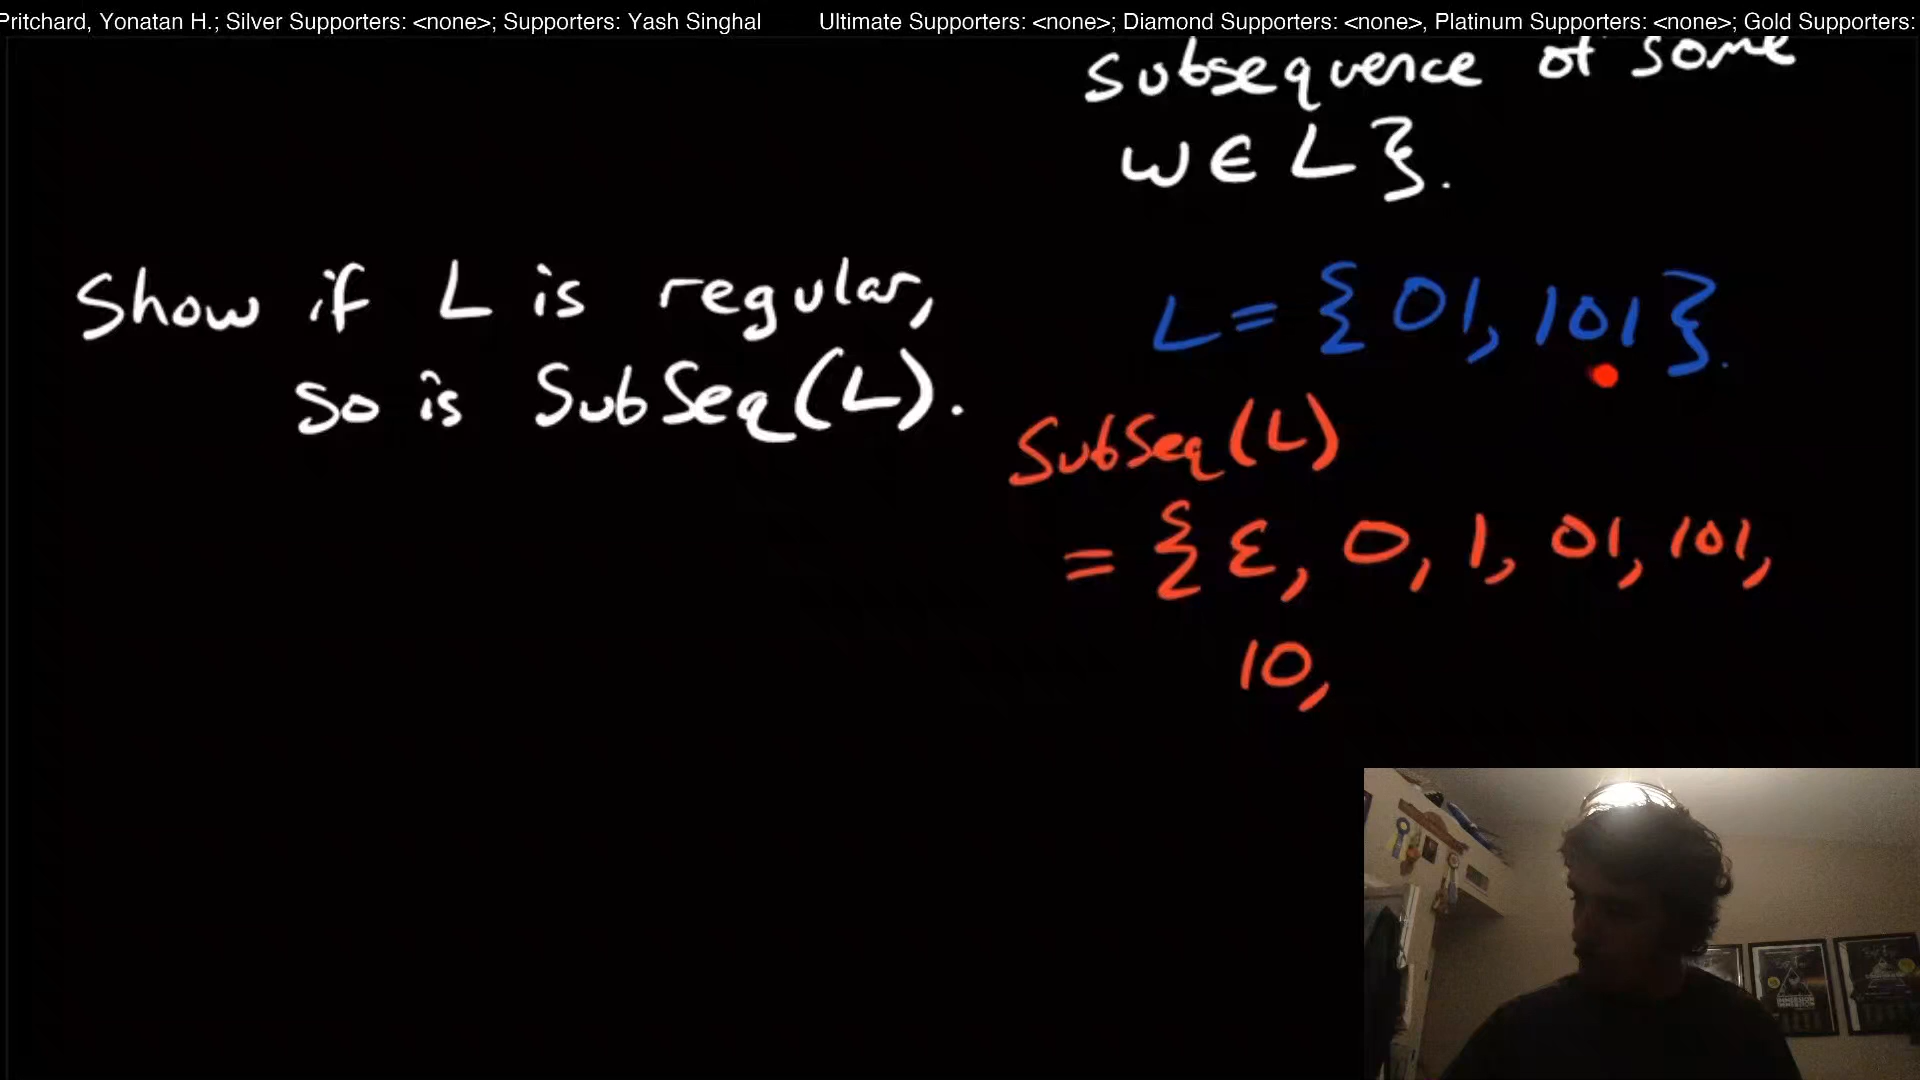 Pritchard, Yonatan H.; Silver Supporters: <none>; Supporters: Yash Singhal Ultimate Supporters: <none>; Diamond Supporters: <none>, Platinum Supporters: <none>; Gold Supporters:
subsequence of some
w ∈ L }.
Show if L is regular,
so is SubSeq(L).
L = { 01, 101 }.
SubSeq(L)
= { ε, 0, 1, 01, 101,
10,